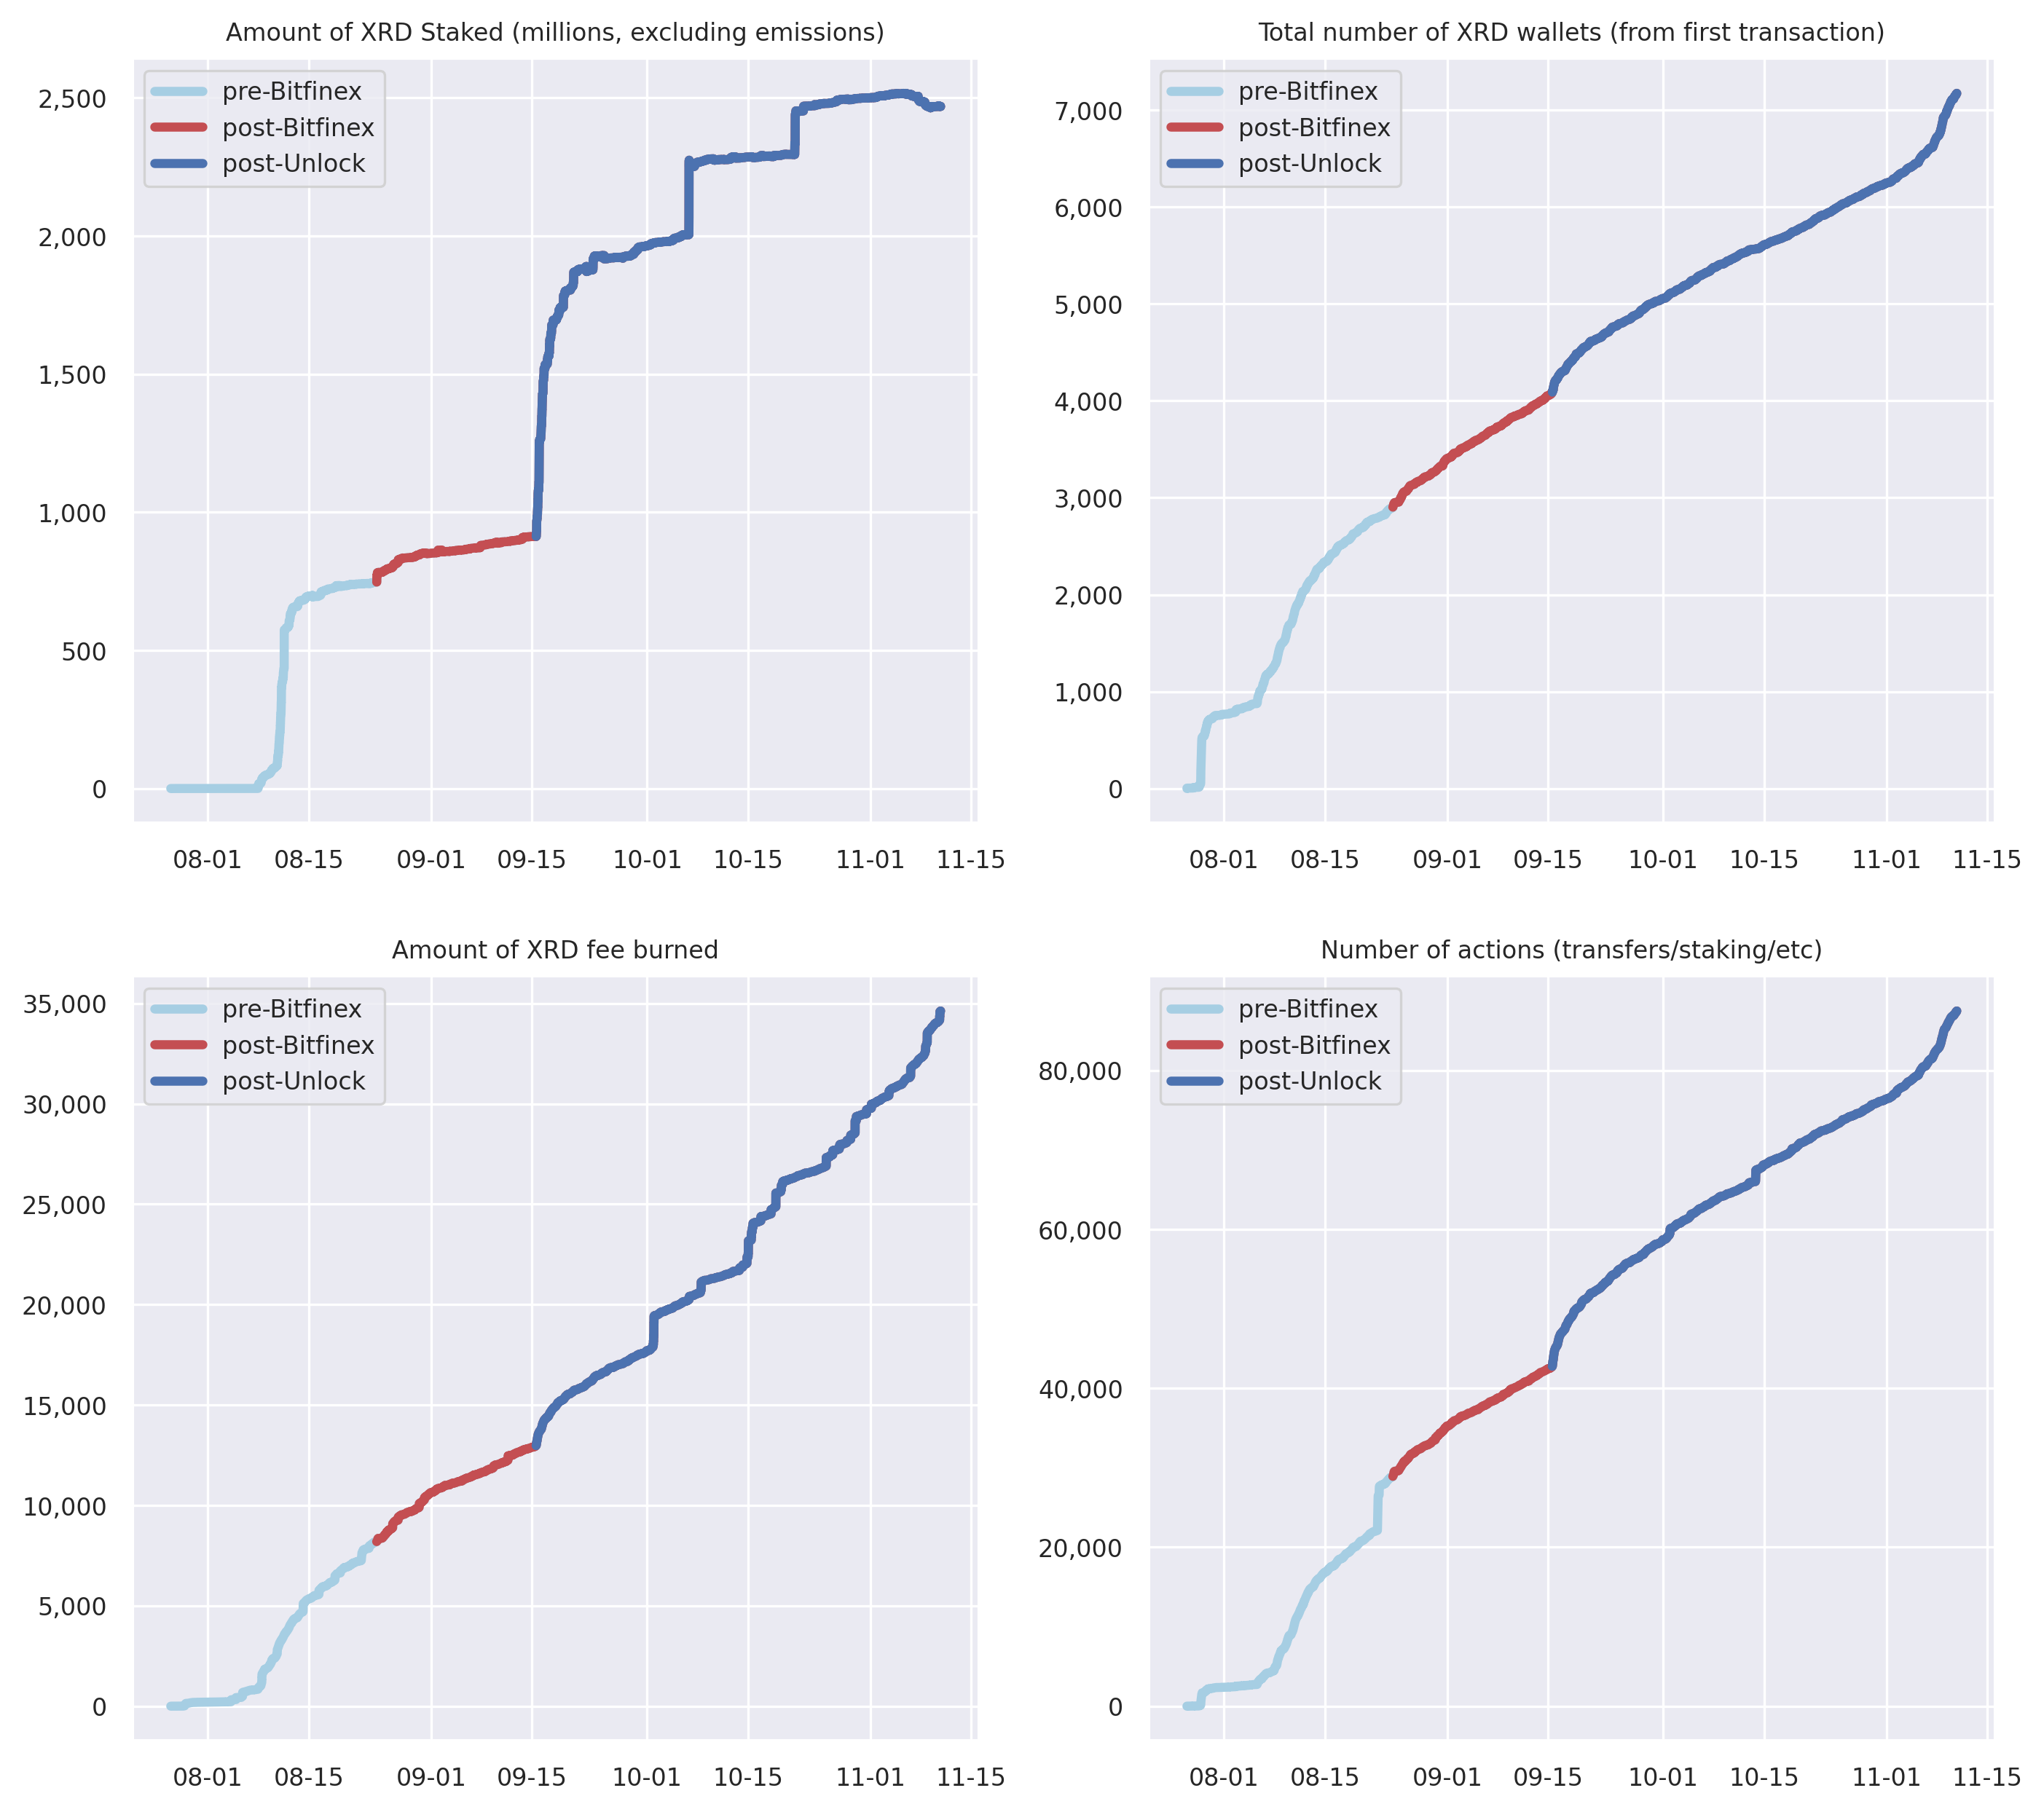 Amount of XRD Staked (millions, excluding emissions)
pre-Bitfinex
post-Bitfinex
post-Unlock
2,500
2,000
1,500
1,000
500
0
08-01 08-15 09-01 09-15 10-01 10-15 11-01 11-15
Total number of XRD wallets (from first transaction)
pre-Bitfinex
post-Bitfinex
post-Unlock
7,000
6,000
5,000
4,000
3,000
2,000
1,000
0
08-01 08-15 09-01 09-15 10-01 10-15 11-01 11-15
Amount of XRD fee burned
pre-Bitfinex
post-Bitfinex
post-Unlock
35,000
30,000
25,000
20,000
15,000
10,000
5,000
0
08-01 08-15 09-01 09-15 10-01 10-15 11-01 11-15
Number of actions (transfers/staking/etc)
pre-Bitfinex
post-Bitfinex
post-Unlock
80,000
60,000
40,000
20,000
0
08-01 08-15 09-01 09-15 10-01 10-15 11-01 11-15